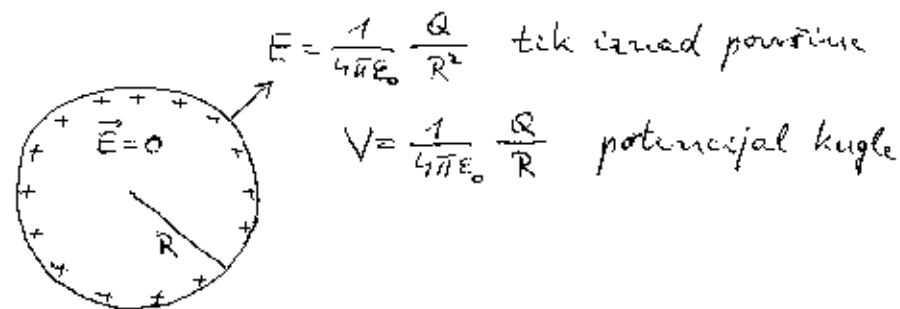 E = 1/(4πε₀) Q/R² tik iznad površine
V = 1/(4πε₀) Q/R potencijal kugle
+ + + + + + + + + + + + + + + + +
E⃗ = 0
R